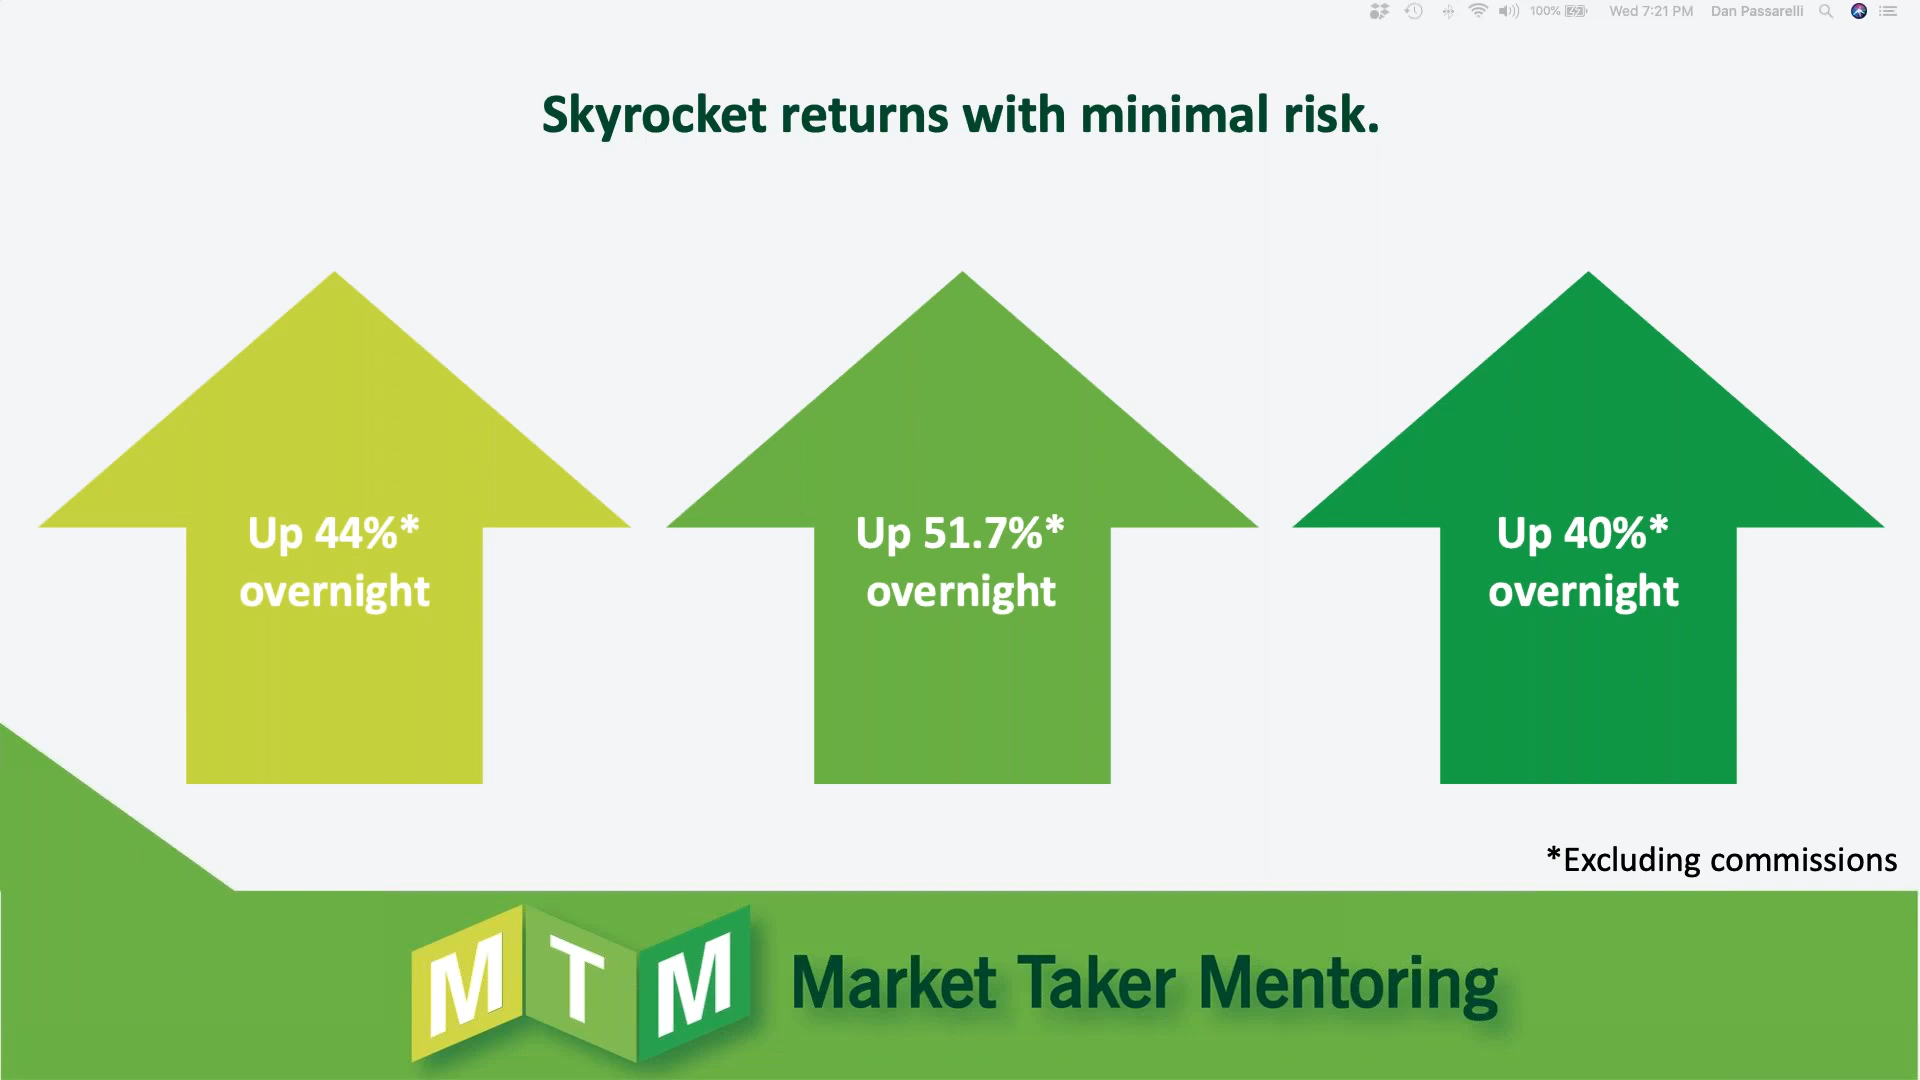 100% Wed 7:21 PM Dan Passarelli
Skyrocket returns with minimal risk.
Up 44%*
overnight
Up 51.7%*
overnight
Up 40%*
overnight
*Excluding commissions
MTM Market Taker Mentoring